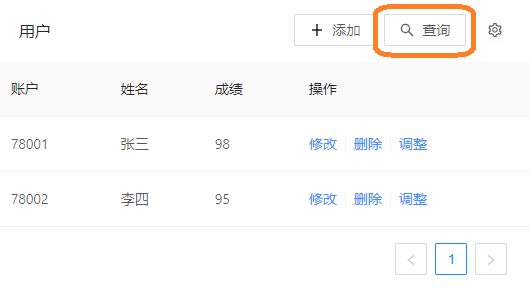 用户 添加 查询
账户 姓名 成绩 操作
78001 张三 98 修改 删除 调整
78002 李四 95 修改 删除 调整
1